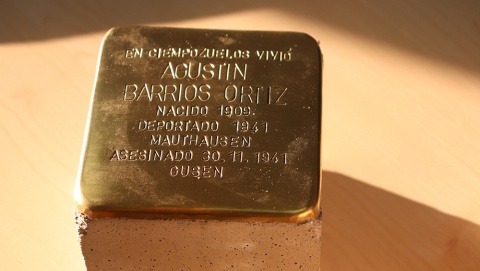 EN CIEMPOZUELOS VIVIÓ
AGUSTIN
BARRIOS ORTIZ
NACIDO 1909
DEPORTADO 1941
MAUTHAUSEN
ASESINADO 30.11.1941
GUSEN